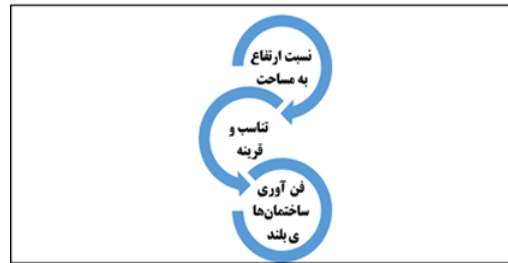 نسبت ارتفاع
به مساحت
تناسب و
قرینه
فن آوری
ساختمان‌ها
ی بلند